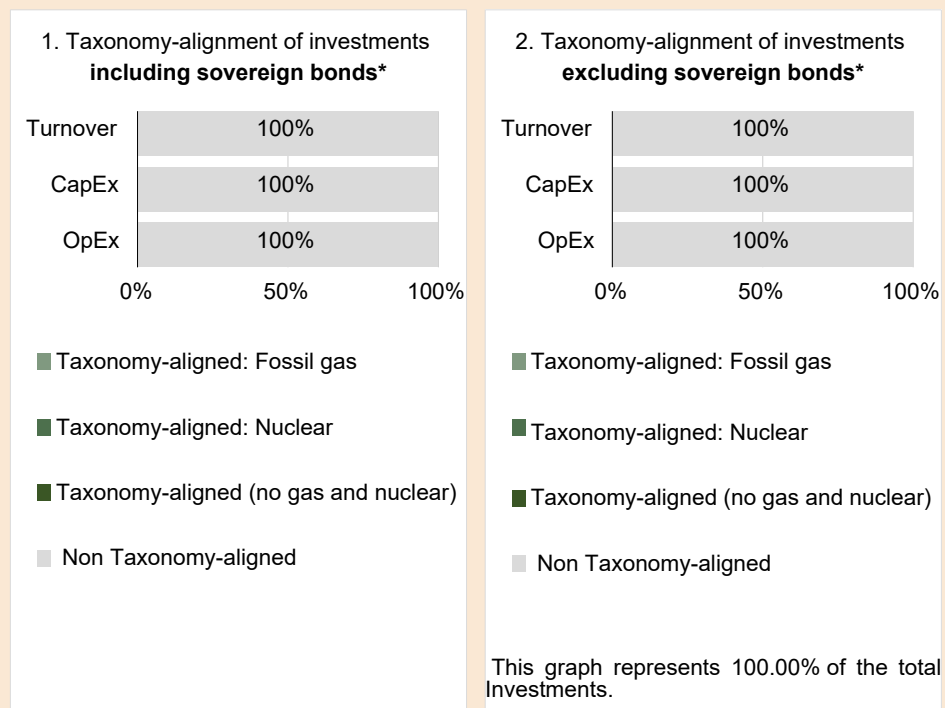 1. Taxonomy-alignment of investments
including sovereign bonds*
Turnover 100%
CapEx 100%
OpEx 100%
0% 50% 100%
Taxonomy-aligned: Fossil gas
Taxonomy-aligned: Nuclear
Taxonomy-aligned (no gas and nuclear)
Non Taxonomy-aligned
2. Taxonomy-alignment of investments
excluding sovereign bonds*
Turnover 100%
CapEx 100%
OpEx 100%
0% 50% 100%
Taxonomy-aligned: Fossil gas
Taxonomy-aligned: Nuclear
Taxonomy-aligned (no gas and nuclear)
Non Taxonomy-aligned
This graph represents 100.00% of the total
Investments.